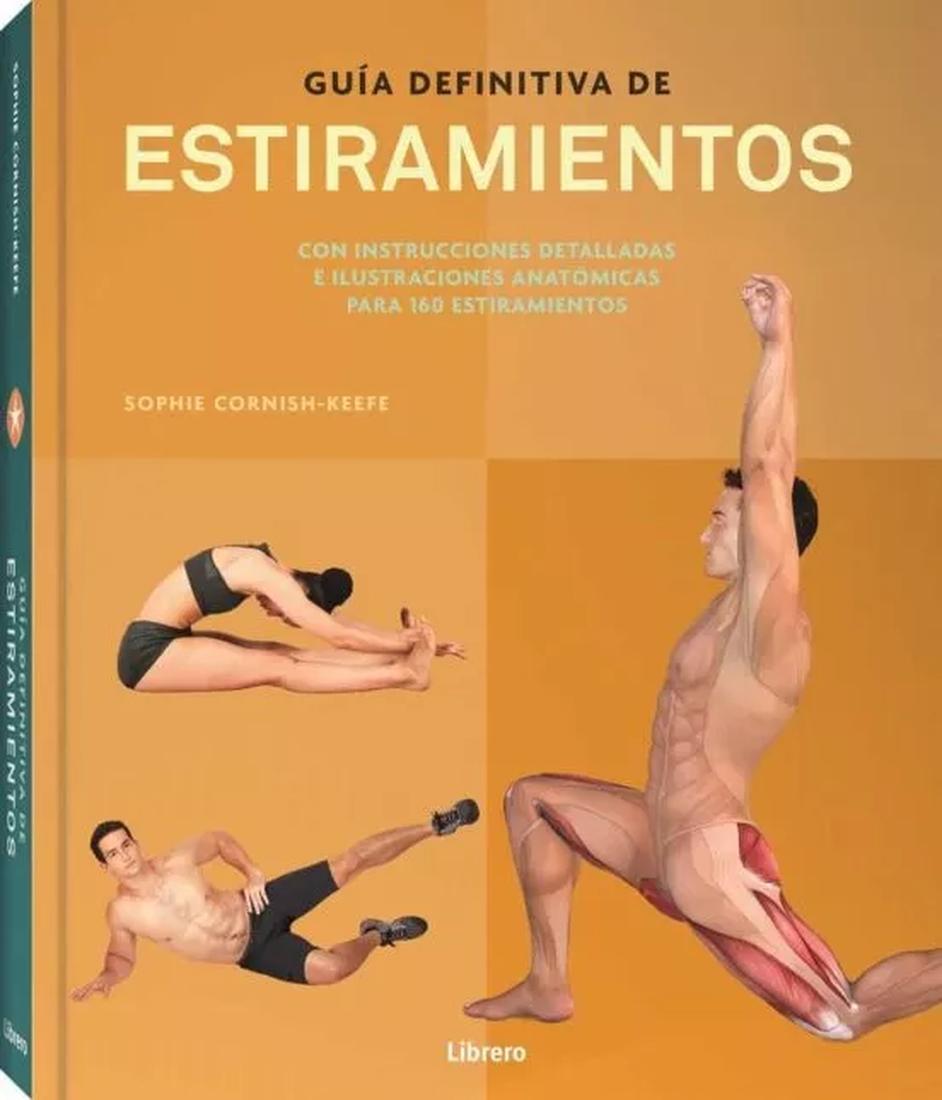 GUÍA DEFINITIVA DE
ESTIRAMIENTOS
CON INSTRUCCIONES DETALLADAS
E ILUSTRACIONES ANATÓMICAS
PARA 160 ESTIRAMIENTOS
SOPHIE CORNISH-KEEFE
Librero
SOPHIE CORNISH-KEEFE
GUÍA DEFINITIVA DE
ESTIRAMIENTOS
Librero